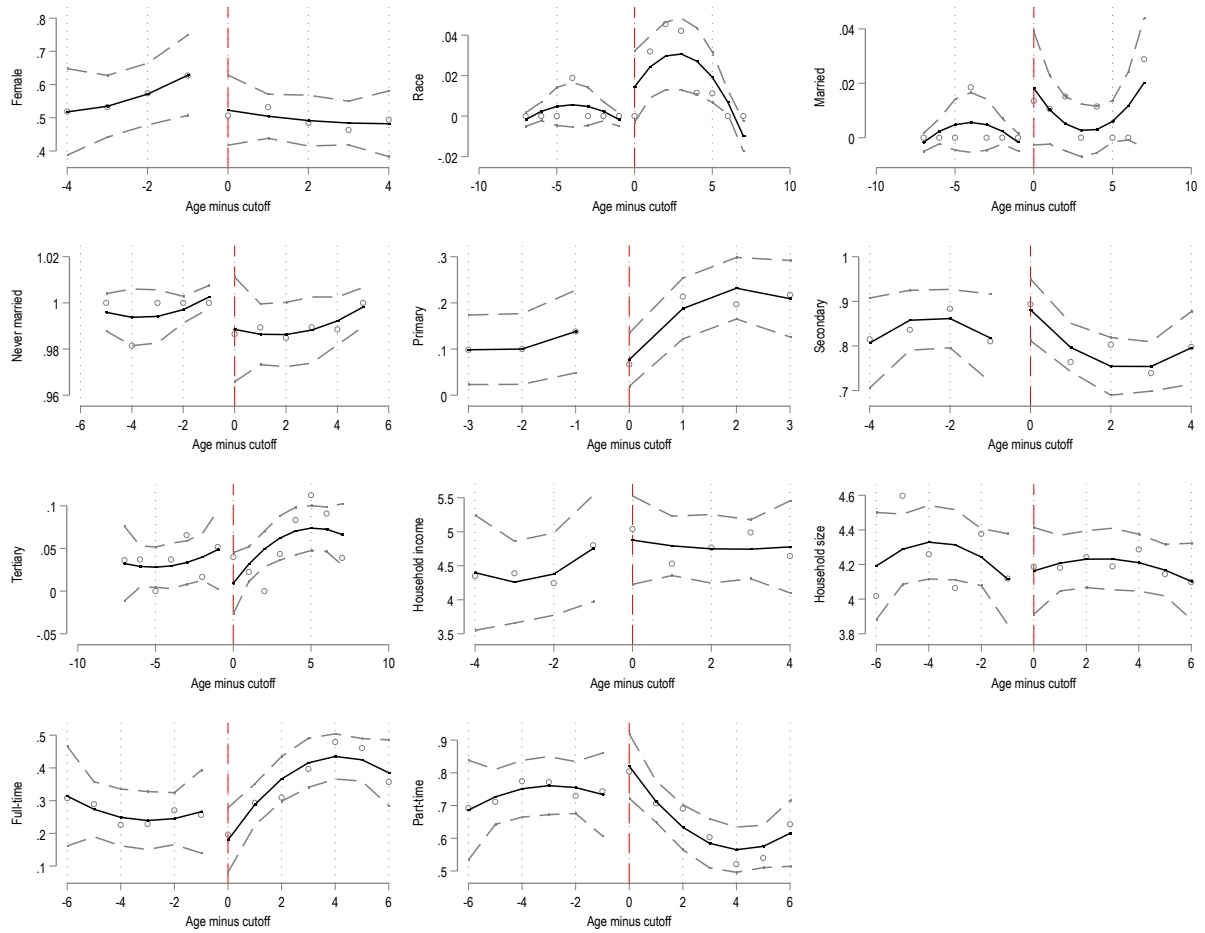 Female
.8
.7
.6
.5
.4
-4 -2 0 2 4
Age minus cutoff
Race
.04
.02
0
-.02
-10 -5 0 5 10
Age minus cutoff
Married
.04
.02
0
-.02
-10 -5 0 5 10
Age minus cutoff
Never married
1.02
1
.98
.96
-6 -4 -2 0 2 4 6
Age minus cutoff
Primary
.3
.2
.1
0
-3 -2 -1 0 1 2 3
Age minus cutoff
Secondary
1
.9
.8
.7
-4 -2 0 2 4
Age minus cutoff
Tertiary
.1
.05
0
-.05
-10 -5 0 5 10
Age minus cutoff
Household income
5.5
5
4.5
4
3.5
-4 -2 0 2 4
Age minus cutoff
Household size
4.6
4.4
4.2
4
3.8
-6 -4 -2 0 2 4 6
Age minus cutoff
Full-time
.5
.4
.3
.2
.1
-6 -4 -2 0 2 4 6
Age minus cutoff
Part-time
.9
.8
.7
.6
.5
-6 -4 -2 0 2 4 6
Age minus cutoff